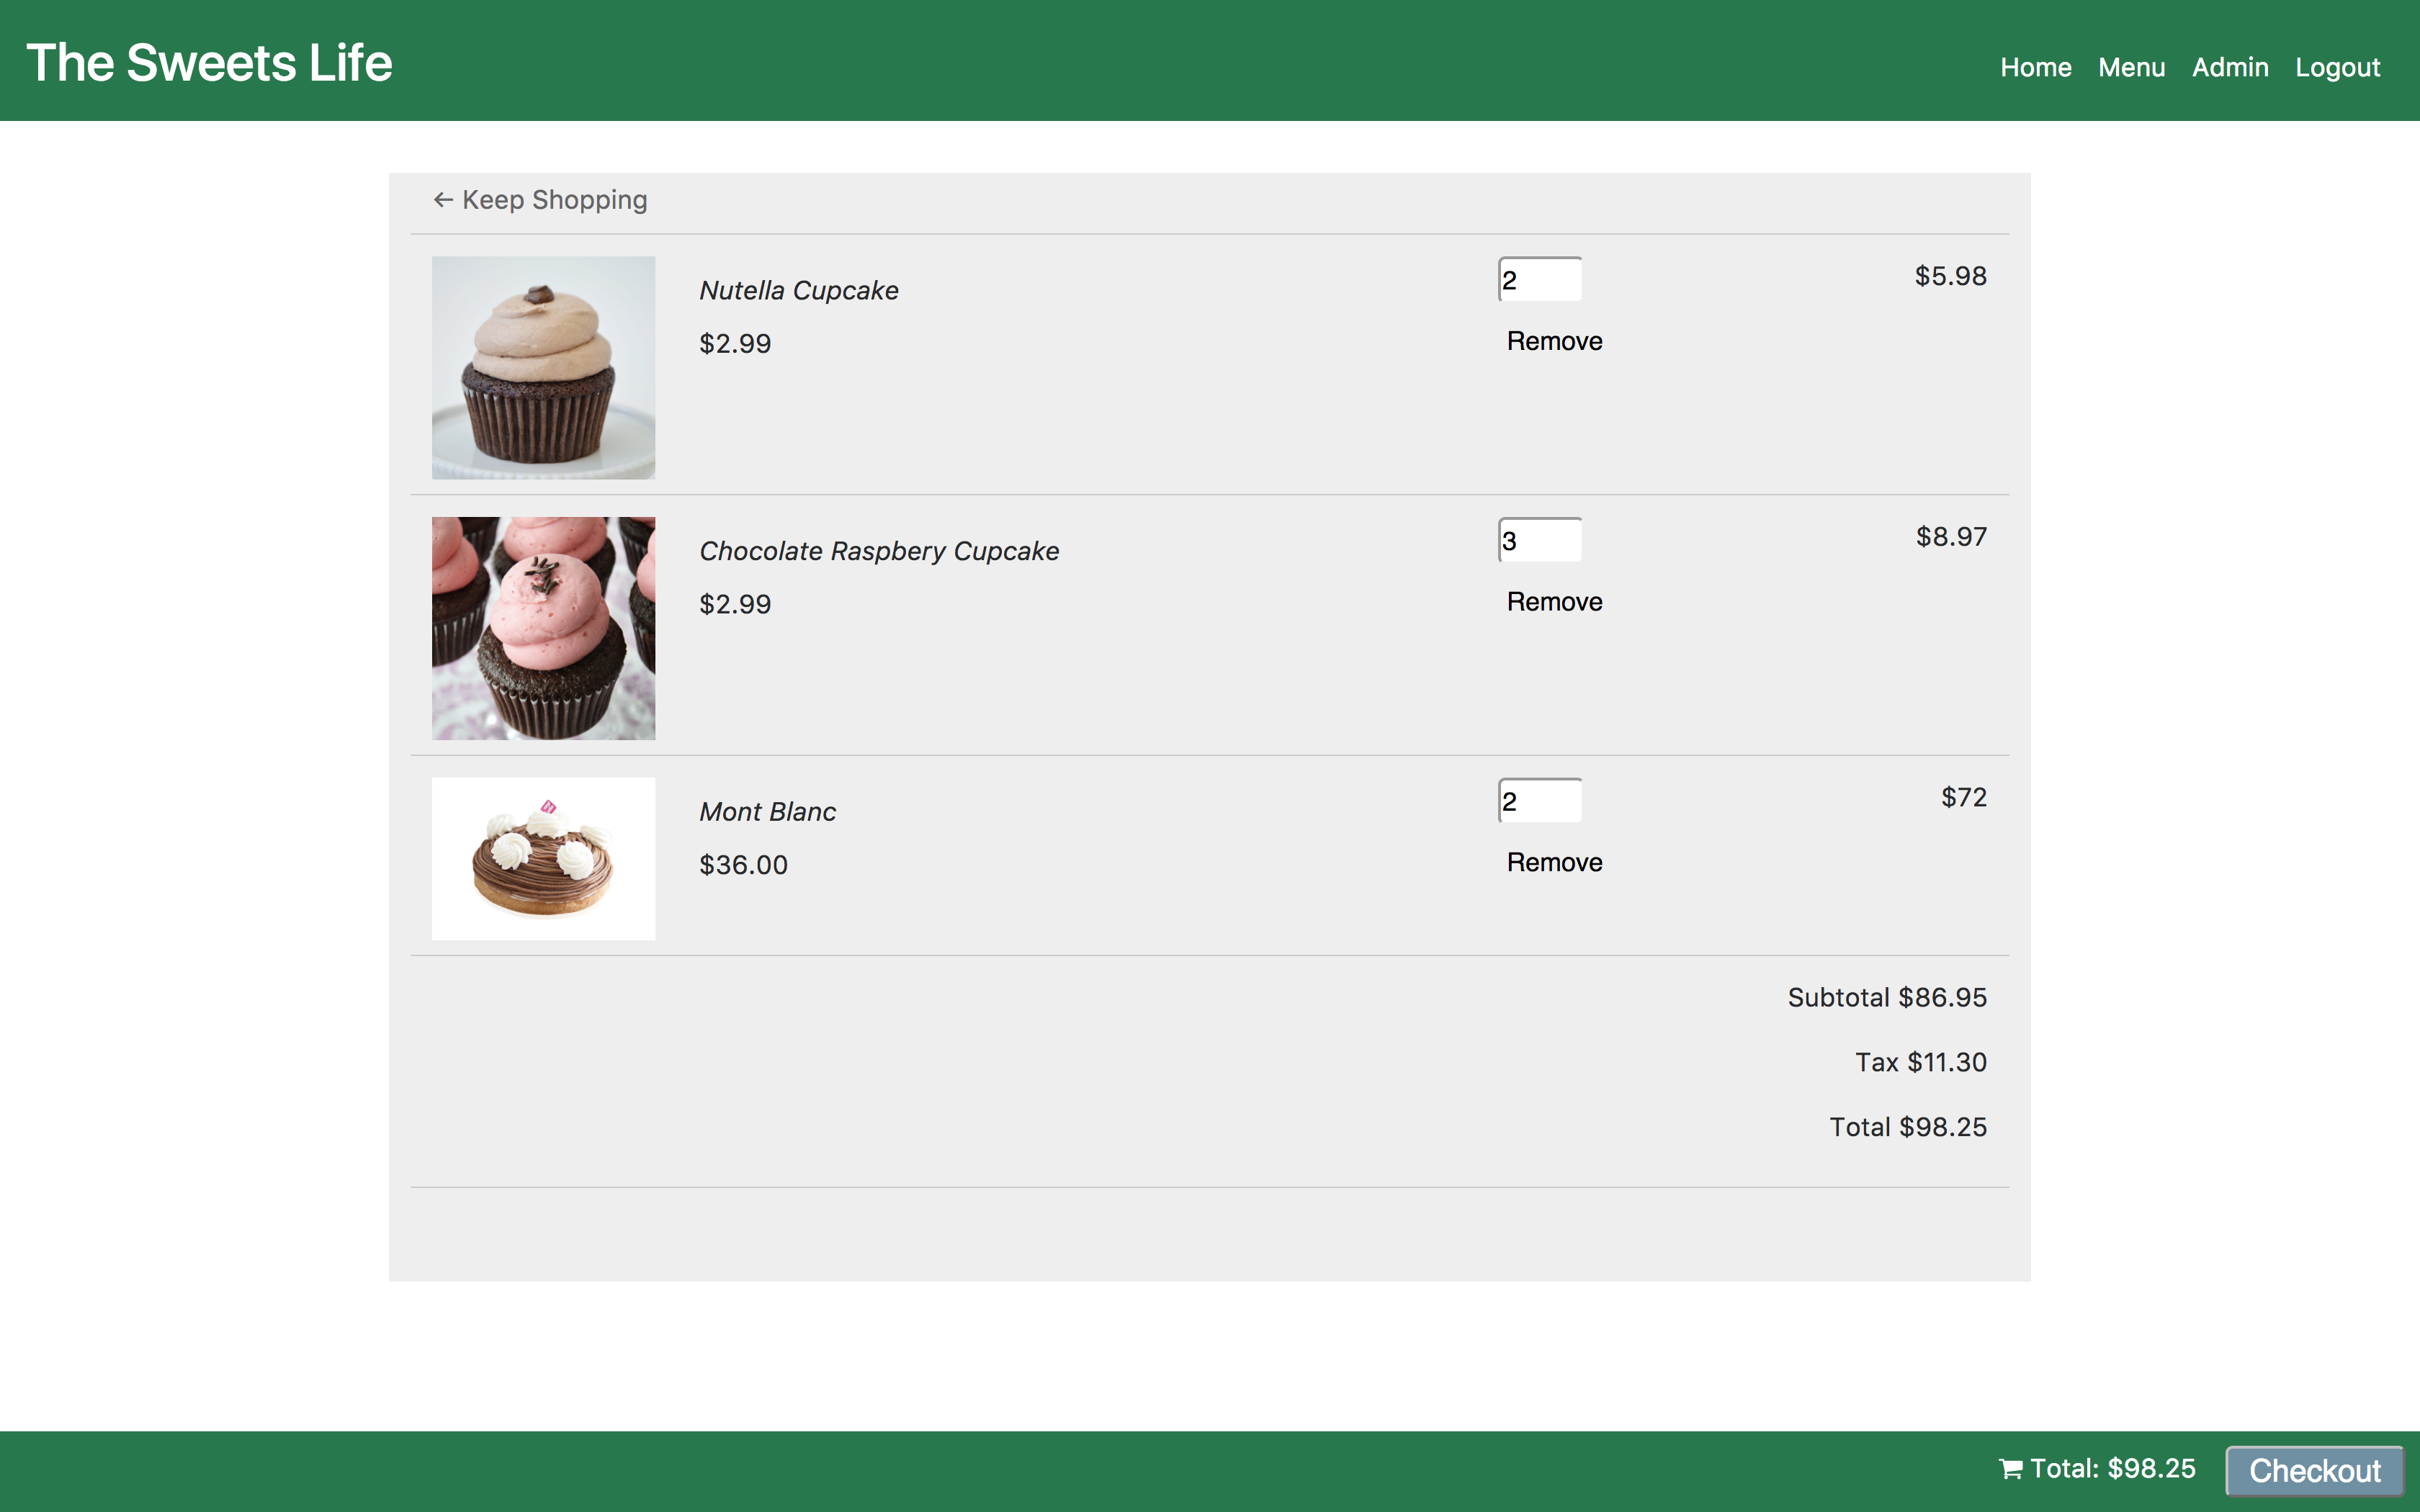 The Sweets Life
Home Menu Admin Logout
← Keep Shopping
Nutella Cupcake
$2.99
2
Remove
$5.98
Chocolate Raspbery Cupcake
$2.99
3
Remove
$8.97
Mont Blanc
$36.00
2
Remove
$72
Subtotal $86.95
Tax $11.30
Total $98.25
Total: $98.25
Checkout